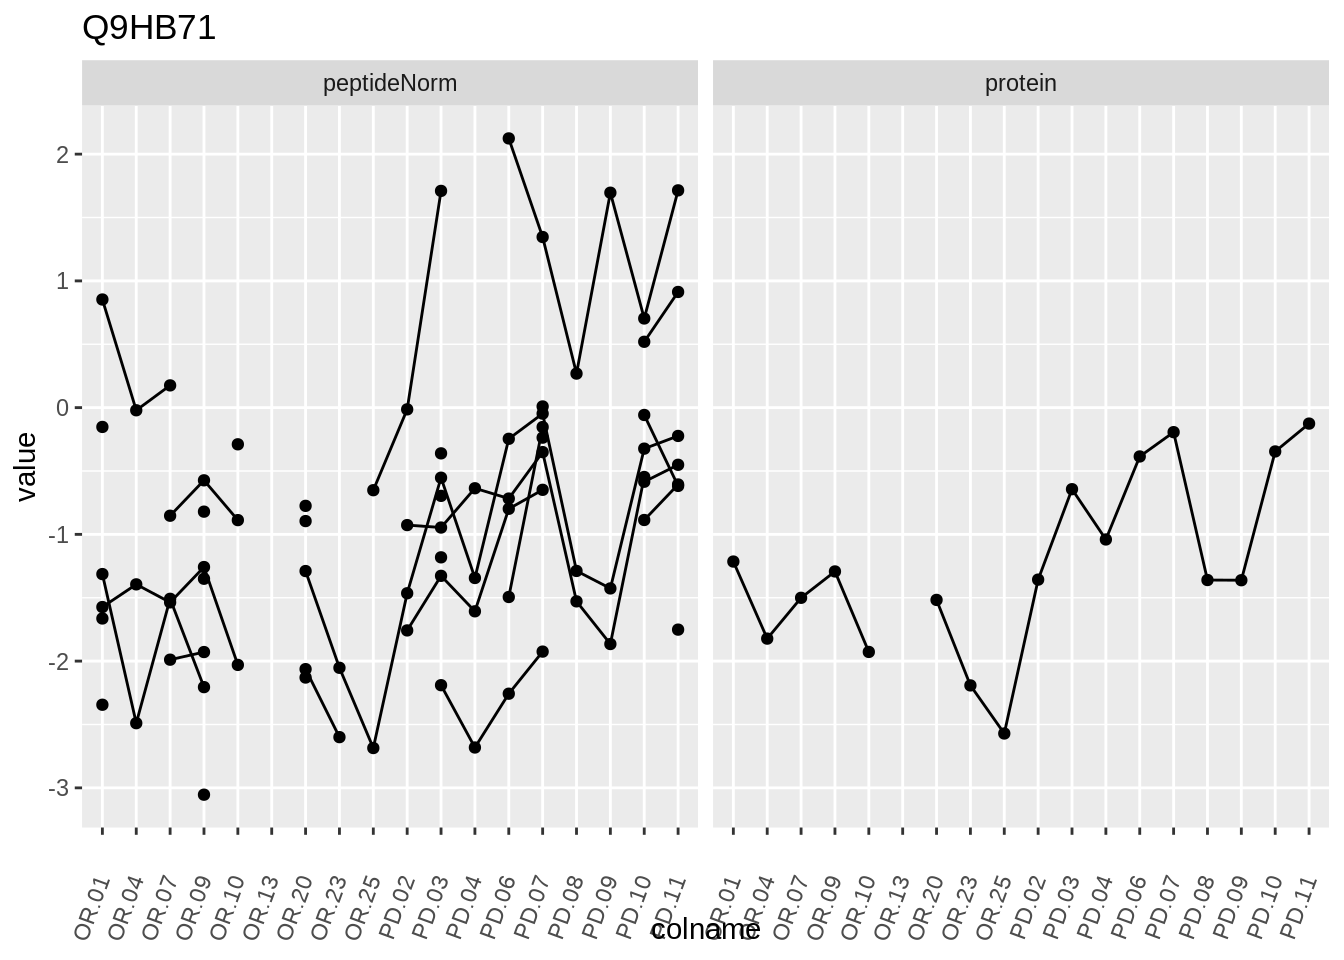 Q9HB71
peptideNorm protein
value
2
1
0
-1
-2
-3
OR.01 OR.04 OR.07 OR.09 OR.10 OR.13 OR.20 OR.23 OR.25 PD.02 PD.03 PD.04 PD.06 PD.07 PD.08 PD.09 PD.10 PD.11 OR.01 OR.04 OR.07 OR.09 OR.10 OR.13 OR.20 OR.23 OR.25 PD.02 PD.03 PD.04 PD.06 PD.07 PD.08 PD.09 PD.10 PD.11
colname